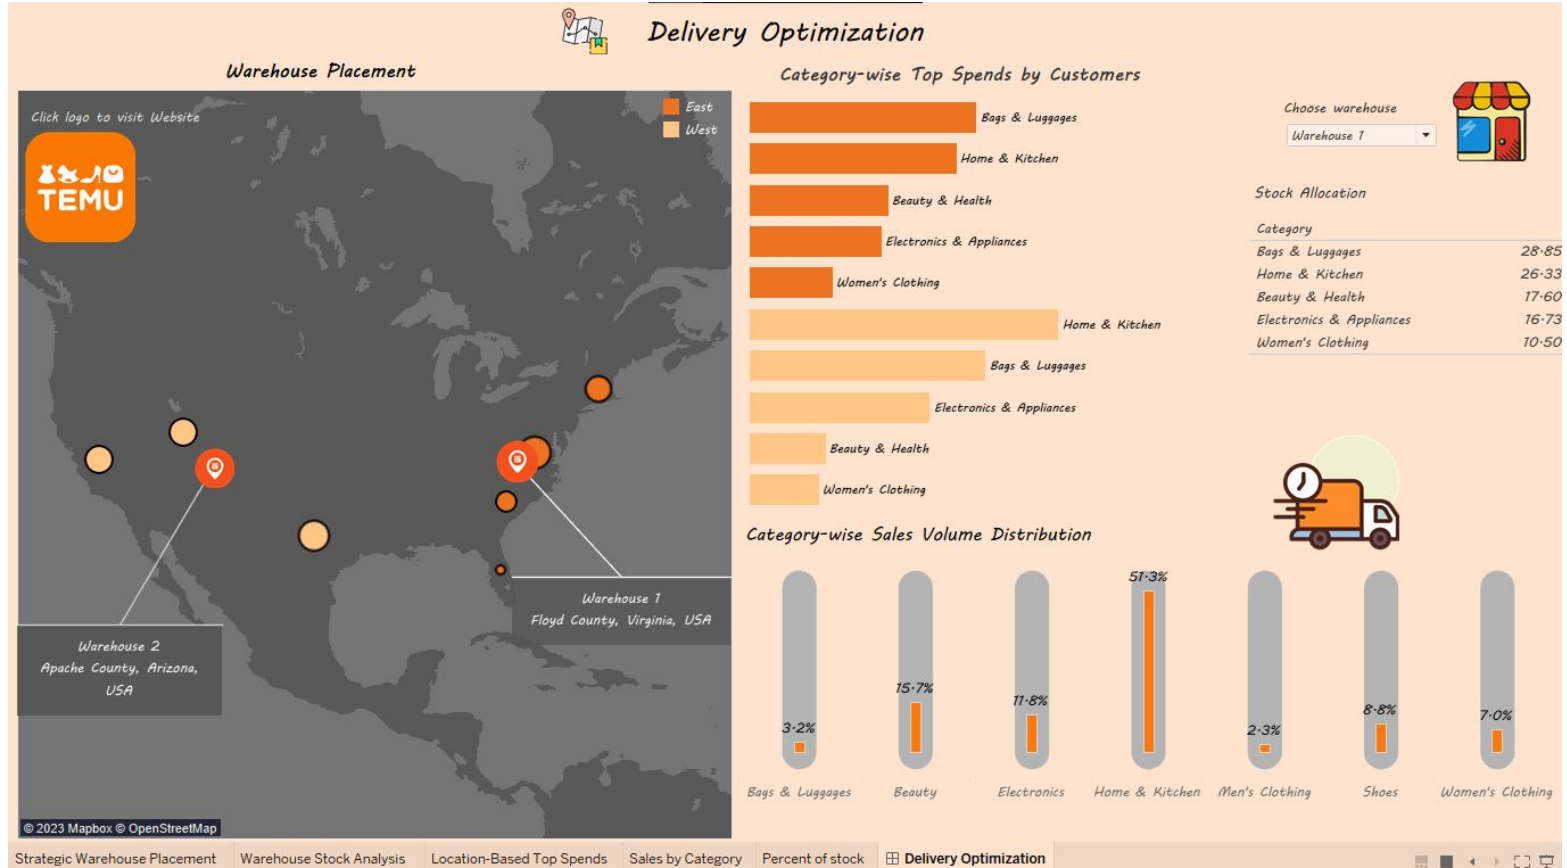 Delivery Optimization
Warehouse Placement
Click logo to visit Website
TEMU
East
West
Warehouse 1
Floyd County, Virginia, USA
Warehouse 2
Apache County, Arizona,
USA
© 2023 Mapbox © OpenStreetMap
Category-wise Top Spends by Customers
Bags & Luggages
Home & Kitchen
Beauty & Health
Electronics & Appliances
Women's Clothing
Home & Kitchen
Bags & Luggages
Electronics & Appliances
Beauty & Health
Women's Clothing
Choose warehouse
Warehouse 1
Stock Allocation
Category
Bags & Luggages 28.85
Home & Kitchen 26.33
Beauty & Health 17.60
Electronics & Appliances 16.73
Women's Clothing 10.50
Category-wise Sales Volume Distribution
3.2% 15.7% 11.8% 51.3% 2.3% 8.8% 7.0%
Bags & Luggages Beauty Electronics Home & Kitchen Men's Clothing Shoes Women's Clothing
Strategic Warehouse Placement Warehouse Stock Analysis Location-Based Top Spends Sales by Category Percent of stock Delivery Optimization